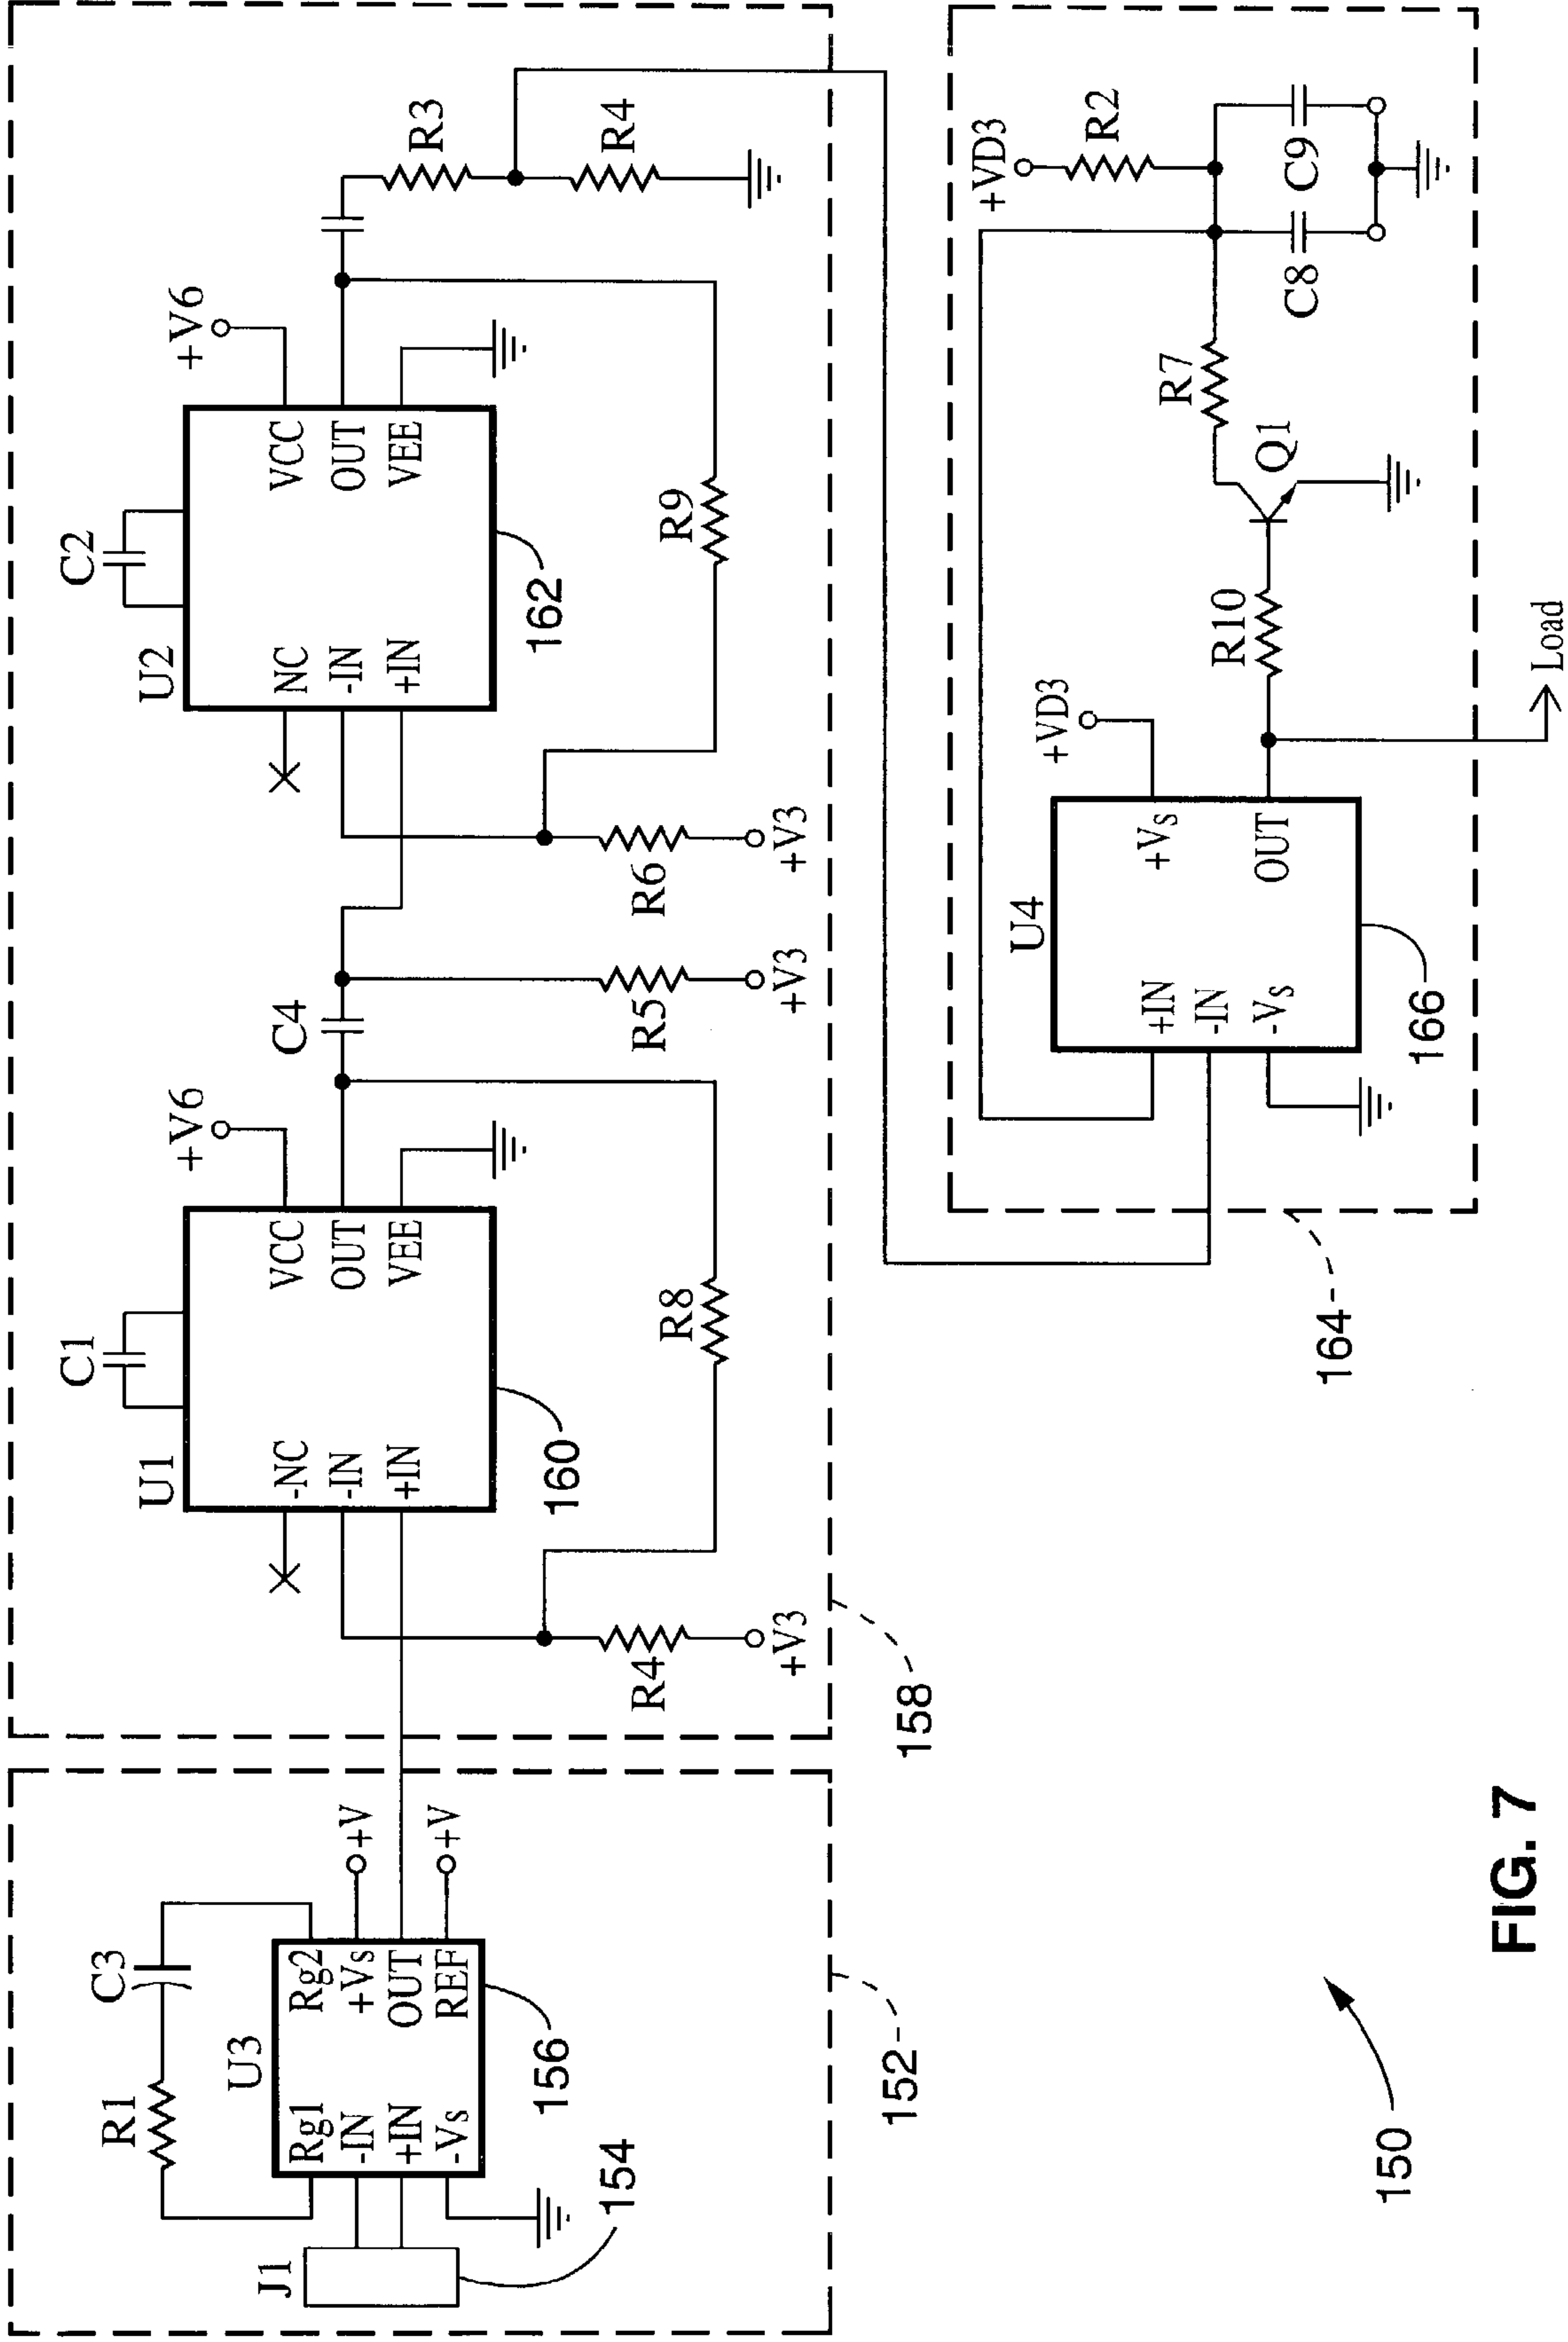 J1
154
R1
C3
U3
Rg1
-IN
+IN
-Vs
Rg2
+Vs
OUT
REF
+V
+V
156
152
U1
C1
-NC
-IN
+IN
VCC
OUT
VEE
+V6
160
R4
+V3
R8
C4
R5
+V3
158
U2
C2
NC
-IN
+IN
VCC
OUT
VEE
+V6
162
R6
+V3
R9
R3
R4
164
U4
+IN
-IN
-Vs
+Vs
OUT
+VD3
166
R10
Q1
R7
+VD3
R2
C8
C9
Load
150
FIG. 7